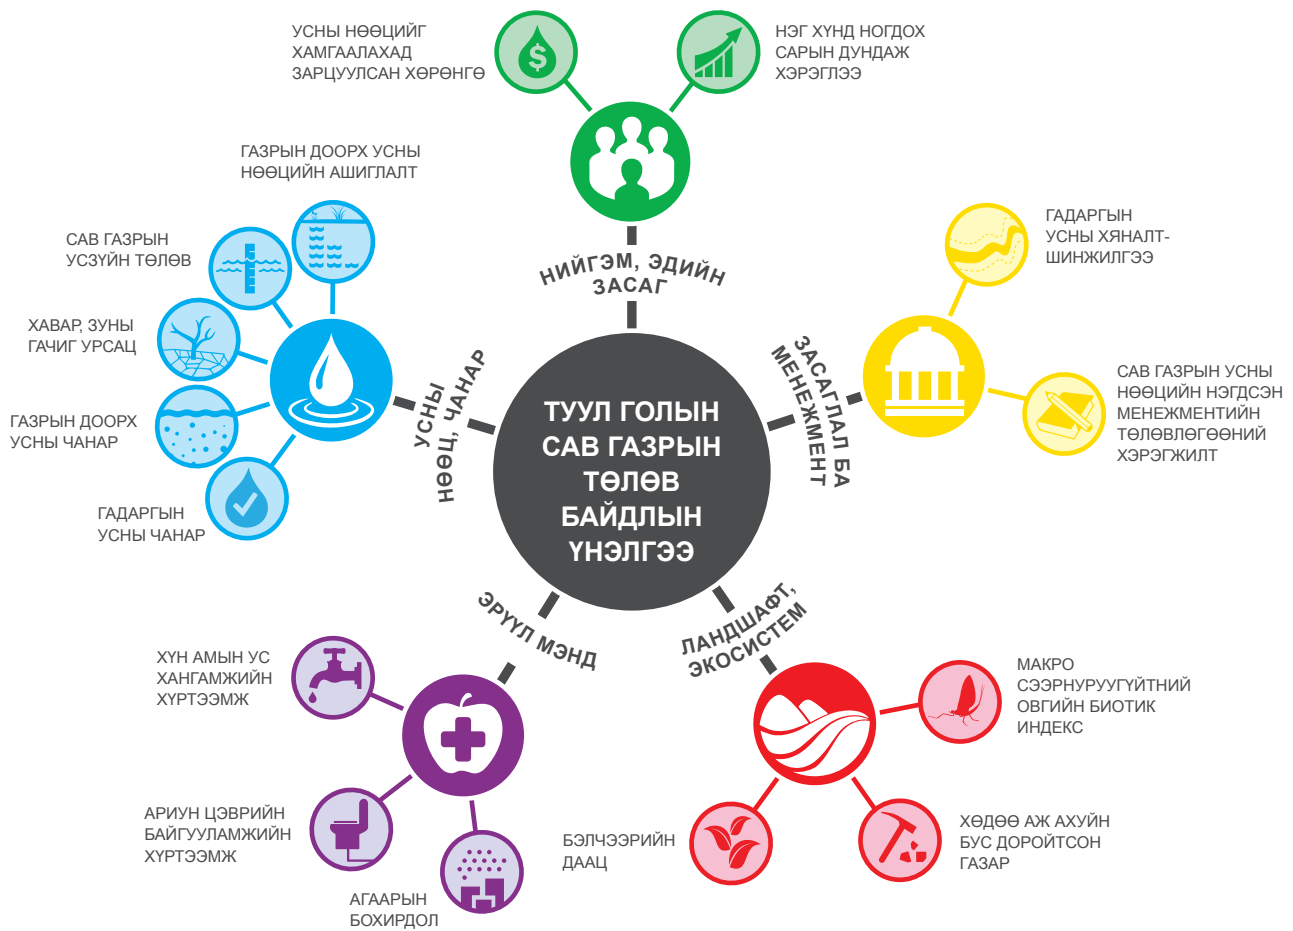 УСНЫ НӨӨЦИЙГ
ХАМГААЛАХАД
ЗАРЦУУЛСАН ХӨРӨНГӨ
$
НЭГ ХҮНД НОГДОХ
САРЫН ДУНДАЖ
ХЭРЭГЛЭЭ
ГАЗРЫН ДООРХ УСНЫ
НӨӨЦИЙН АШИГЛАЛТ
САВ ГАЗРЫН
УСЗҮЙН ТӨЛӨВ
ХАВАР, ЗУНЫ
ГАЧИГ УРСАЦ
ГАЗРЫН ДООРХ
УСНЫ ЧАНАР
ГАДАРГЫН
УСНЫ ЧАНАР
НИЙГЭМ, ЭДИЙН
ЗАСАГ
УСНЫ
НӨӨЦ, ЧАНАР
ЗАСАГЛАЛ БА
МЕНЕЖМЕНТ
ГАДАРГЫН
УСНЫ ХЯНАЛТ-
ШИНЖИЛГЭЭ
САВ ГАЗРЫН УСНЫ
НӨӨЦИЙН НЭГДСЭН
МЕНЕЖМЕНТИЙН
ТӨЛӨВЛӨГӨӨНИЙ
ХЭРЭГЖИЛТ
ТУУЛ ГОЛЫН
САВ ГАЗРЫН
ТӨЛӨВ
БАЙДЛЫН
ҮНЭЛГЭЭ
ЭРҮҮЛ МЭНД
ЛАНДШАФТ,
ЭКОСИСТЕМ
ХҮН АМЫН УС
ХАНГАМЖИЙН
ХҮРТЭЭМЖ
АРИУН ЦЭВРИЙН
БАЙГУУЛАМЖИЙН
ХҮРТЭЭМЖ
АГААРЫН
БОХИРДОЛ
МАКРО
СЭЭРНУРУУГҮЙТНИЙ
ОВГИЙН БИОТИК
ИНДЕКС
БЭЛЧЭЭРИЙН
ДААЦ
ХӨДӨӨ АЖ АХУЙН
БУС ДОРОЙТСОН
ГАЗАР